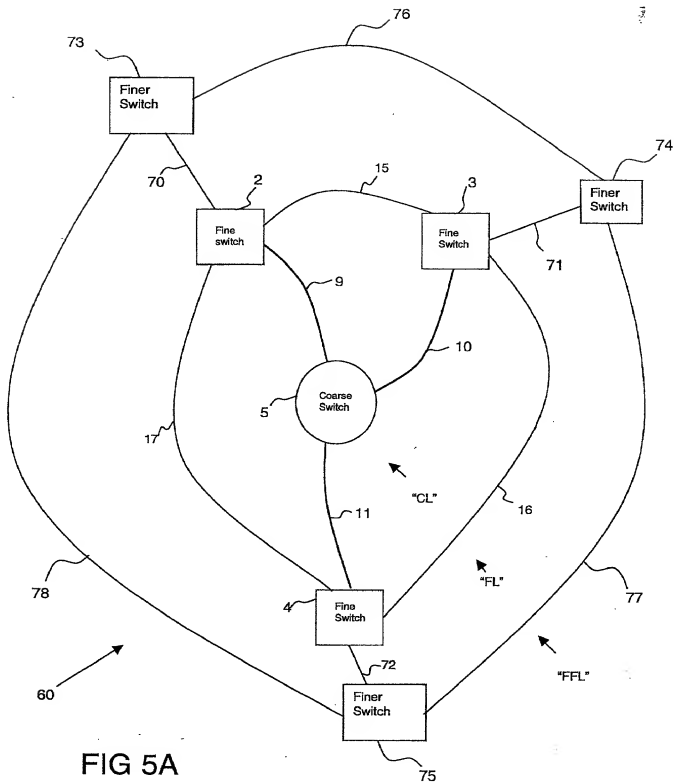 76
73
Finer
Switch
74
Finer
Switch
70
2
15
3
Fine
switch
Fine
Switch
71
9
10
5
Coarse
Switch
17
"CL"
11
16
"FL"
78
4
Fine
Switch
77
72
"FFL"
60
Finer
Switch
FIG 5A
75